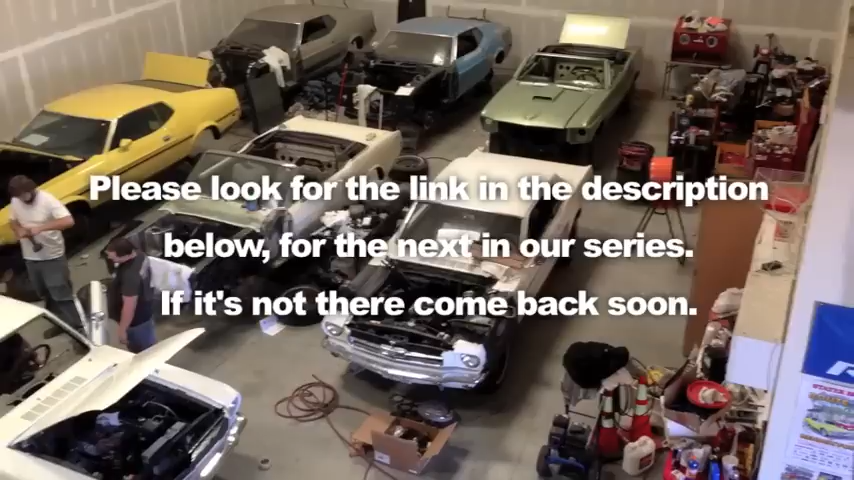 Please look for the link in the description
below, for the next in our series.
If it's not there come back soon.